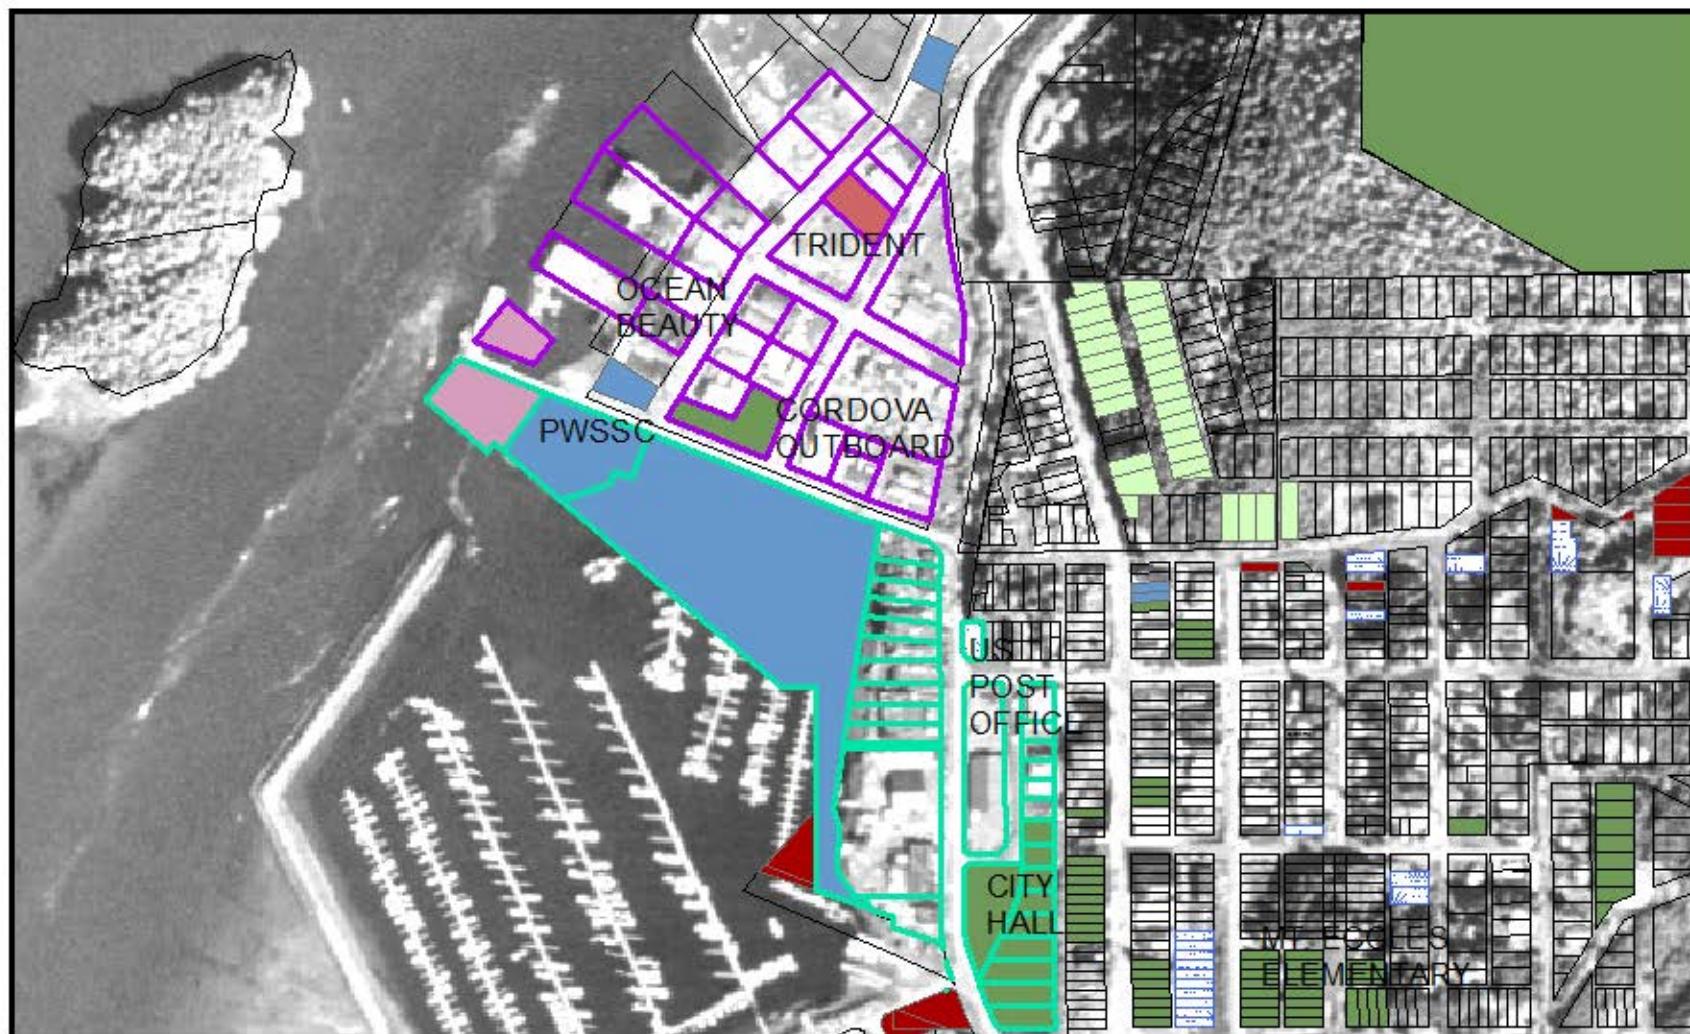 TRIDENT
OCEAN
BEAUTY
CORDOVA
OUTBOARD
PWSSC
US
POST
OFFICE
CITY
HALL
MT. ECCLES
ELEMENTARY